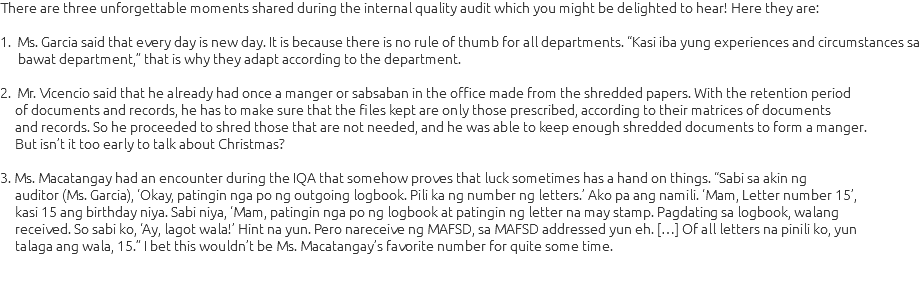 There are three unforgettable moments shared during the internal quality audit which you might be delighted to hear! Here they are:
1. Ms. Garcia said that every day is new day. It is because there is no rule of thumb for all departments. “Kasi iba yung experiences and circumstances sa
bawat department,” that is why they adapt according to the department.
2. Mr. Vicencio said that he already had once a manger or sabsaban in the office made from the shredded papers. With the retention period
of documents and records, he has to make sure that the files kept are only those prescribed, according to their matrices of documents
and records. So he proceeded to shred those that are not needed, and he was able to keep enough shredded documents to form a manger.
But isn’t it too early to talk about Christmas?
3. Ms. Macatangay had an encounter during the IQA that somehow proves that luck sometimes has a hand on things. “Sabi sa akin ng
auditor (Ms. Garcia), ‘Okay, patingin nga po ng outgoing logbook. Pili ka ng number ng letters.’ Ako pa ang namili. ‘Mam, Letter number 15’,
kasi 15 ang birthday niya. Sabi niya, ‘Mam, patingin nga po ng logbook at patingin ng letter na may stamp. Pagdating sa logbook, walang
received. So sabi ko, ‘Ay, lagot wala!’ Hint na yun. Pero nareceive ng MAFSD, sa MAFSD addressed yun eh. […] Of all letters na pinili ko, yun
talaga ang wala, 15.” I bet this wouldn’t be Ms. Macatangay’s favorite number for quite some time.